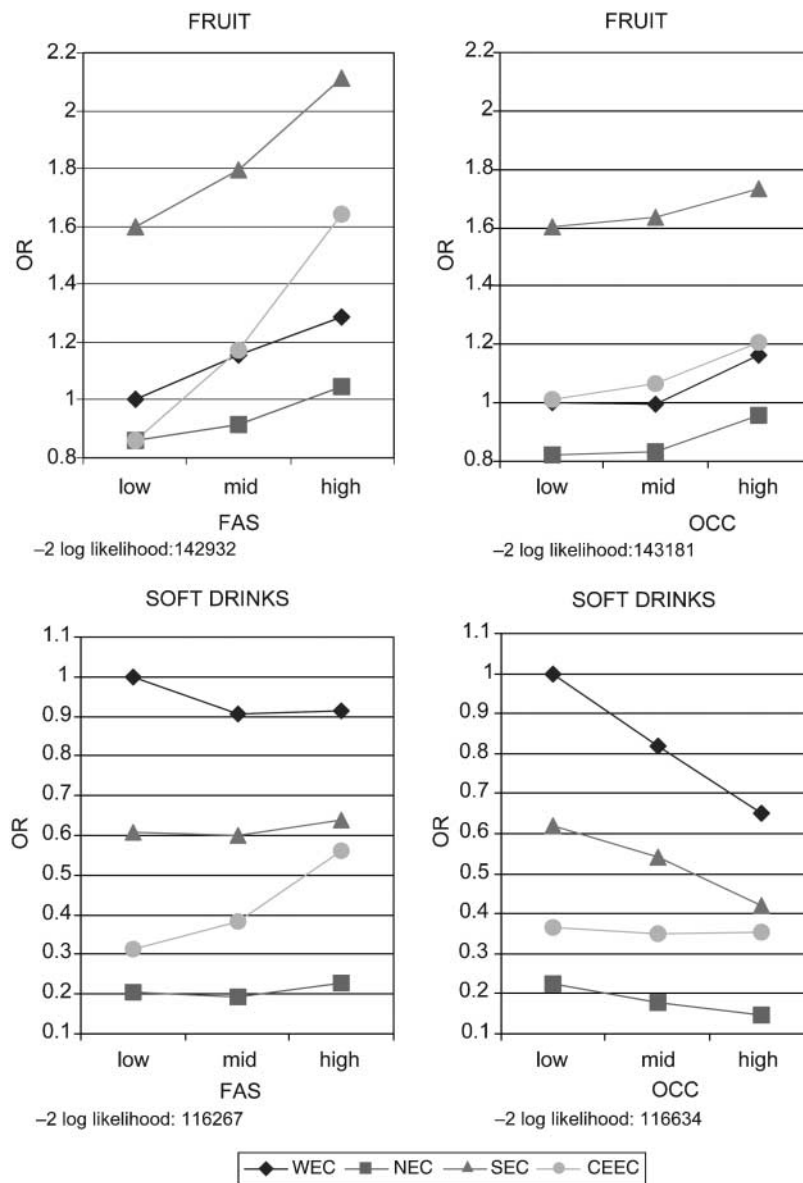 FRUIT
2.2
2
1.8
1.6
1.4
1.2
1
0.8
OR
low mid high
FAS
–2 log likelihood:142932
FRUIT
2.2
2
1.8
1.6
1.4
1.2
1
0.8
OR
low mid high
OCC
–2 log likelihood:143181
SOFT DRINKS
1.1
1
0.9
0.8
0.7
0.6
0.5
0.4
0.3
0.2
0.1
OR
low mid high
FAS
–2 log likelihood: 116267
SOFT DRINKS
1.1
1
0.9
0.8
0.7
0.6
0.5
0.4
0.3
0.2
0.1
OR
low mid high
OCC
–2 log likelihood: 116634
WEC NEC SEC CEEC